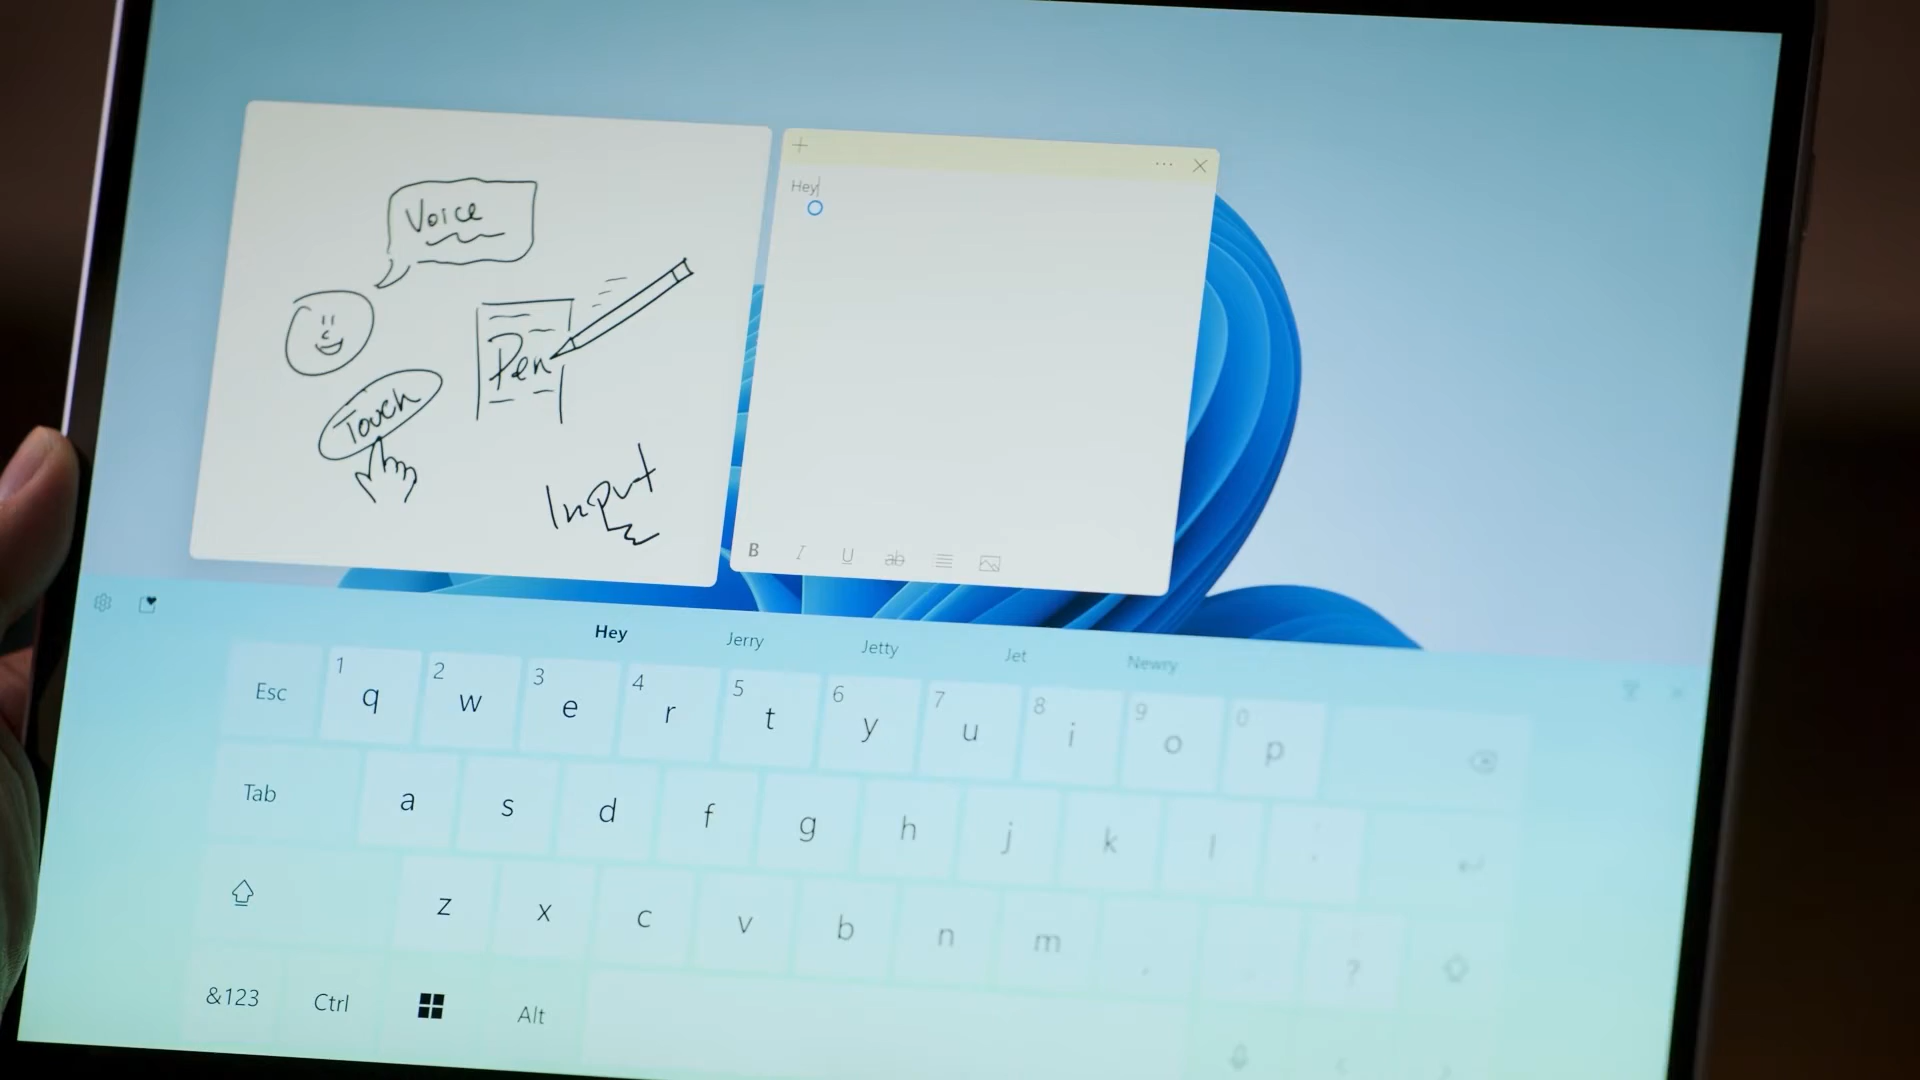 Voice
Pen
Touch
Input
Hey
B I U ab
Hey Jerry Jetty Jet Newry
Esc 1 q 2 w 3 e 4 r 5 t 6 y 7 u 8 i 9 o 0 p
Tab a s d f g h j k l
z x c v b n m ?
&123 Ctrl Alt